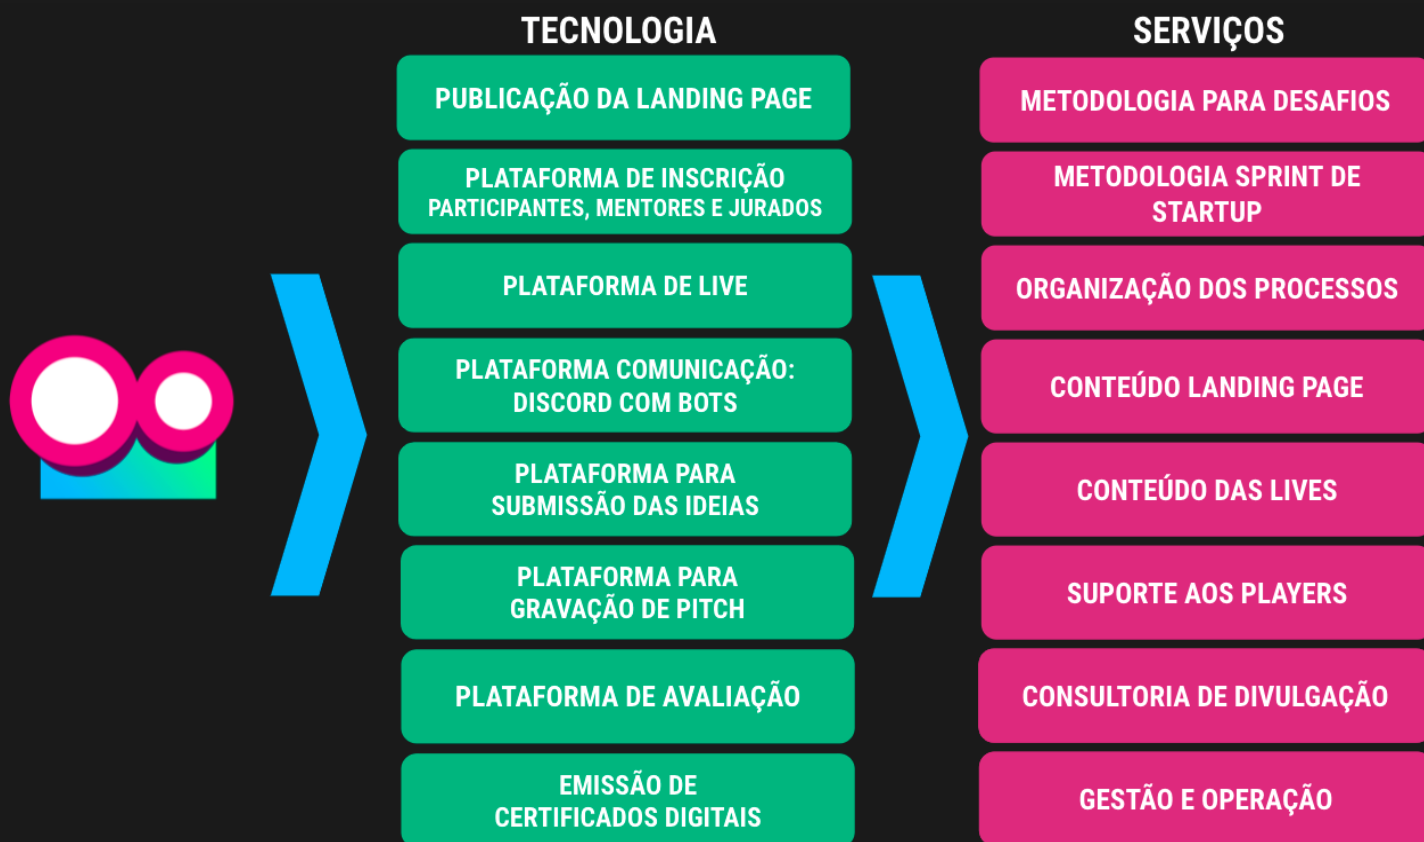 TECNOLOGIA
PUBLICAÇÃO DA LANDING PAGE
PLATAFORMA DE INSCRIÇÃO
PARTICIPANTES, MENTORES E JURADOS
PLATAFORMA DE LIVE
PLATAFORMA COMUNICAÇÃO:
DISCORD COM BOTS
PLATAFORMA PARA
SUBMISSÃO DAS IDEIAS
PLATAFORMA PARA
GRAVAÇÃO DE PITCH
PLATAFORMA DE AVALIAÇÃO
EMISSÃO DE
CERTIFICADOS DIGITAIS
SERVIÇOS
METODOLOGIA PARA DESAFIOS
METODOLOGIA SPRINT DE
STARTUP
ORGANIZAÇÃO DOS PROCESSOS
CONTEÚDO LANDING PAGE
CONTEÚDO DAS LIVES
SUPORTE AOS PLAYERS
CONSULTORIA DE DIVULGAÇÃO
GESTÃO E OPERAÇÃO